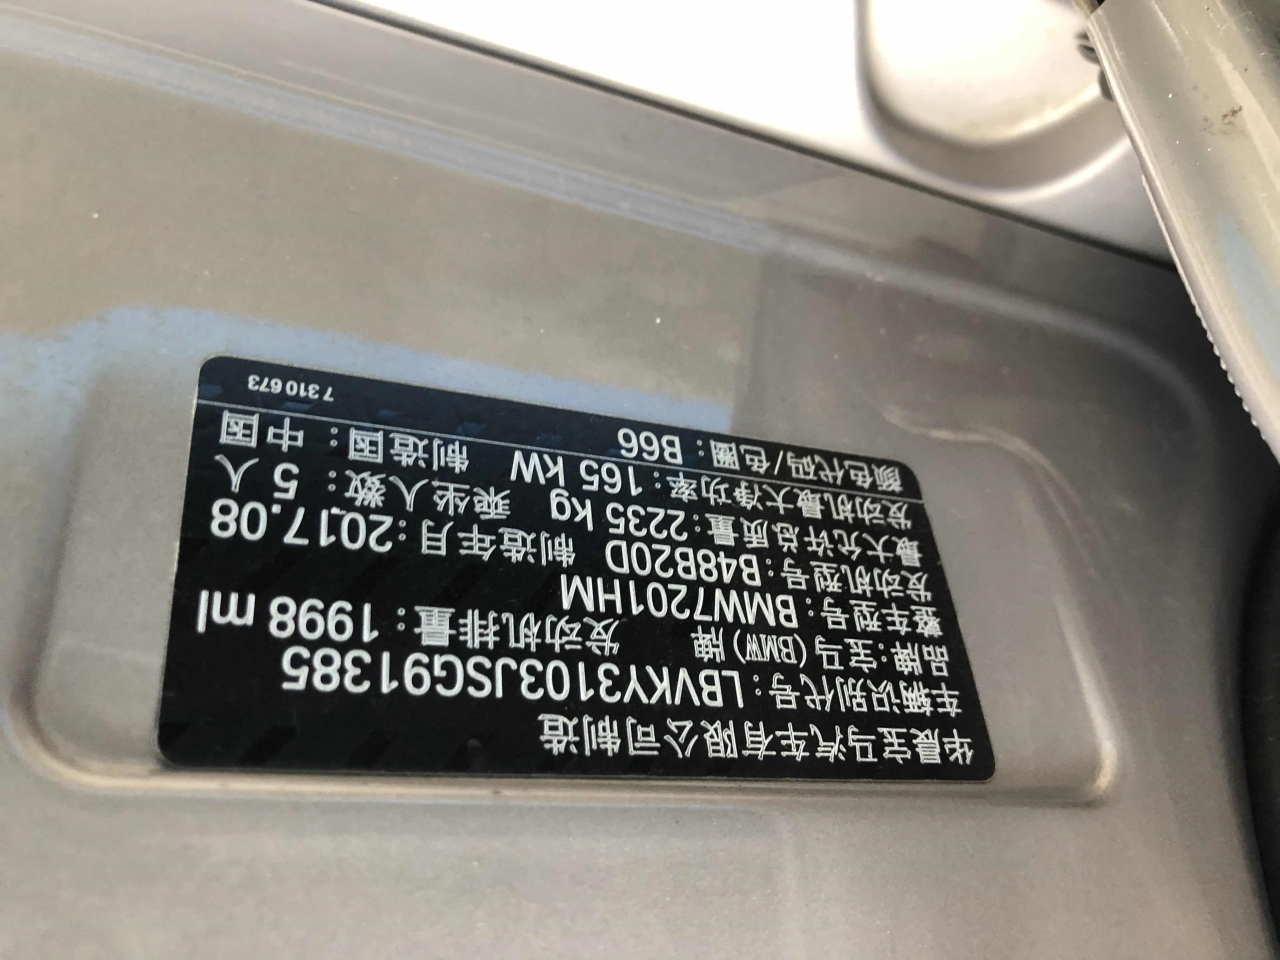 华晨宝马汽车有限公司制造
车辆识别代号：LBVKY3103JSG91385
品牌：宝马(BMW)牌 发动机排量：1998 ml
整车型号：BMW7201HM
发动机型号：B48B20D 制造年月：2017.08
最大允许总质量：2235 kg 乘坐人数：5 人
发动机最大净功率：165 kW 制造国：中国
颜色代码/色圈：B66
7310673